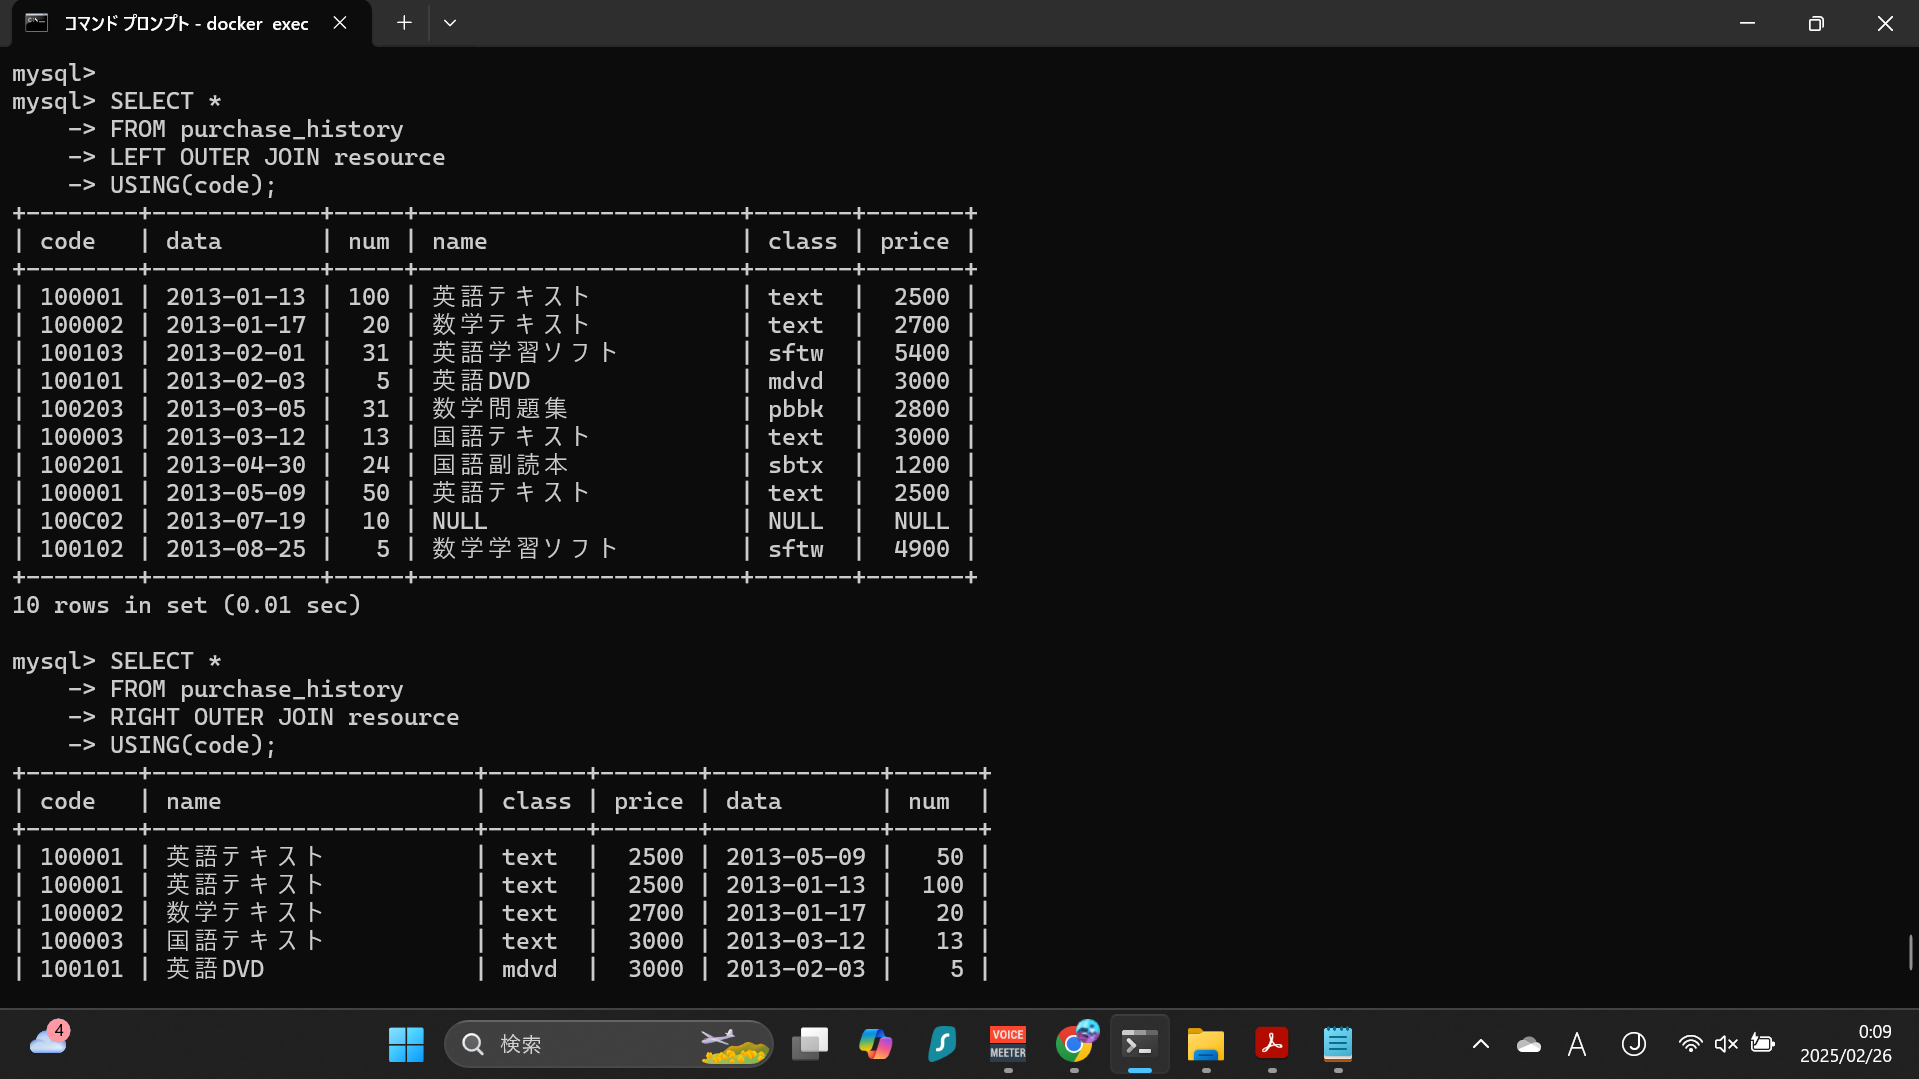 コマンド プロンプト - docker  exec
mysql>
mysql> SELECT *
    -> FROM purchase_history
    -> LEFT OUTER JOIN resource
    -> USING(code);
+--------+------------+-----+-----------------------+-------+-------+
| code   | data       | num | name                  | class | price |
+--------+------------+-----+-----------------------+-------+-------+
| 100001 | 2013-01-13 | 100 | 英語テキスト           | text  |  2500 |
| 100002 | 2013-01-17 |  20 | 数学テキスト           | text  |  2700 |
| 100103 | 2013-02-01 |  31 | 英語学習ソフト         | sftw  |  5400 |
| 100101 | 2013-02-03 |   5 | 英語DVD               | mdvd  |  3000 |
| 100203 | 2013-03-05 |  31 | 数学問題集             | pbbk  |  2800 |
| 100003 | 2013-03-12 |  13 | 国語テキスト           | text  |  3000 |
| 100201 | 2013-04-30 |  24 | 国語副読本             | sbtx  |  1200 |
| 100001 | 2013-05-09 |  50 | 英語テキスト           | text  |  2500 |
| 100C02 | 2013-07-19 |  10 | NULL                  | NULL  |  NULL |
| 100102 | 2013-08-25 |   5 | 数学学習ソフト         | sftw  |  4900 |
+--------+------------+-----+-----------------------+-------+-------+
10 rows in set (0.01 sec)
mysql> SELECT *
    -> FROM purchase_history
    -> RIGHT OUTER JOIN resource
    -> USING(code);
+--------+-----------------------+-------+-------+------------+------+
| code   | name                  | class | price | data       | num  |
+--------+-----------------------+-------+-------+------------+------+
| 100001 | 英語テキスト           | text  |  2500 | 2013-05-09 |   50 |
| 100001 | 英語テキスト           | text  |  2500 | 2013-01-13 |  100 |
| 100002 | 数学テキスト           | text  |  2700 | 2013-01-17 |   20 |
| 100003 | 国語テキスト           | text  |  3000 | 2013-03-12 |   13 |
| 100101 | 英語DVD               | mdvd  |  3000 | 2013-02-03 |    5 |
4
検索
VOICE
MEETER
A
J
0:09
2025/02/26